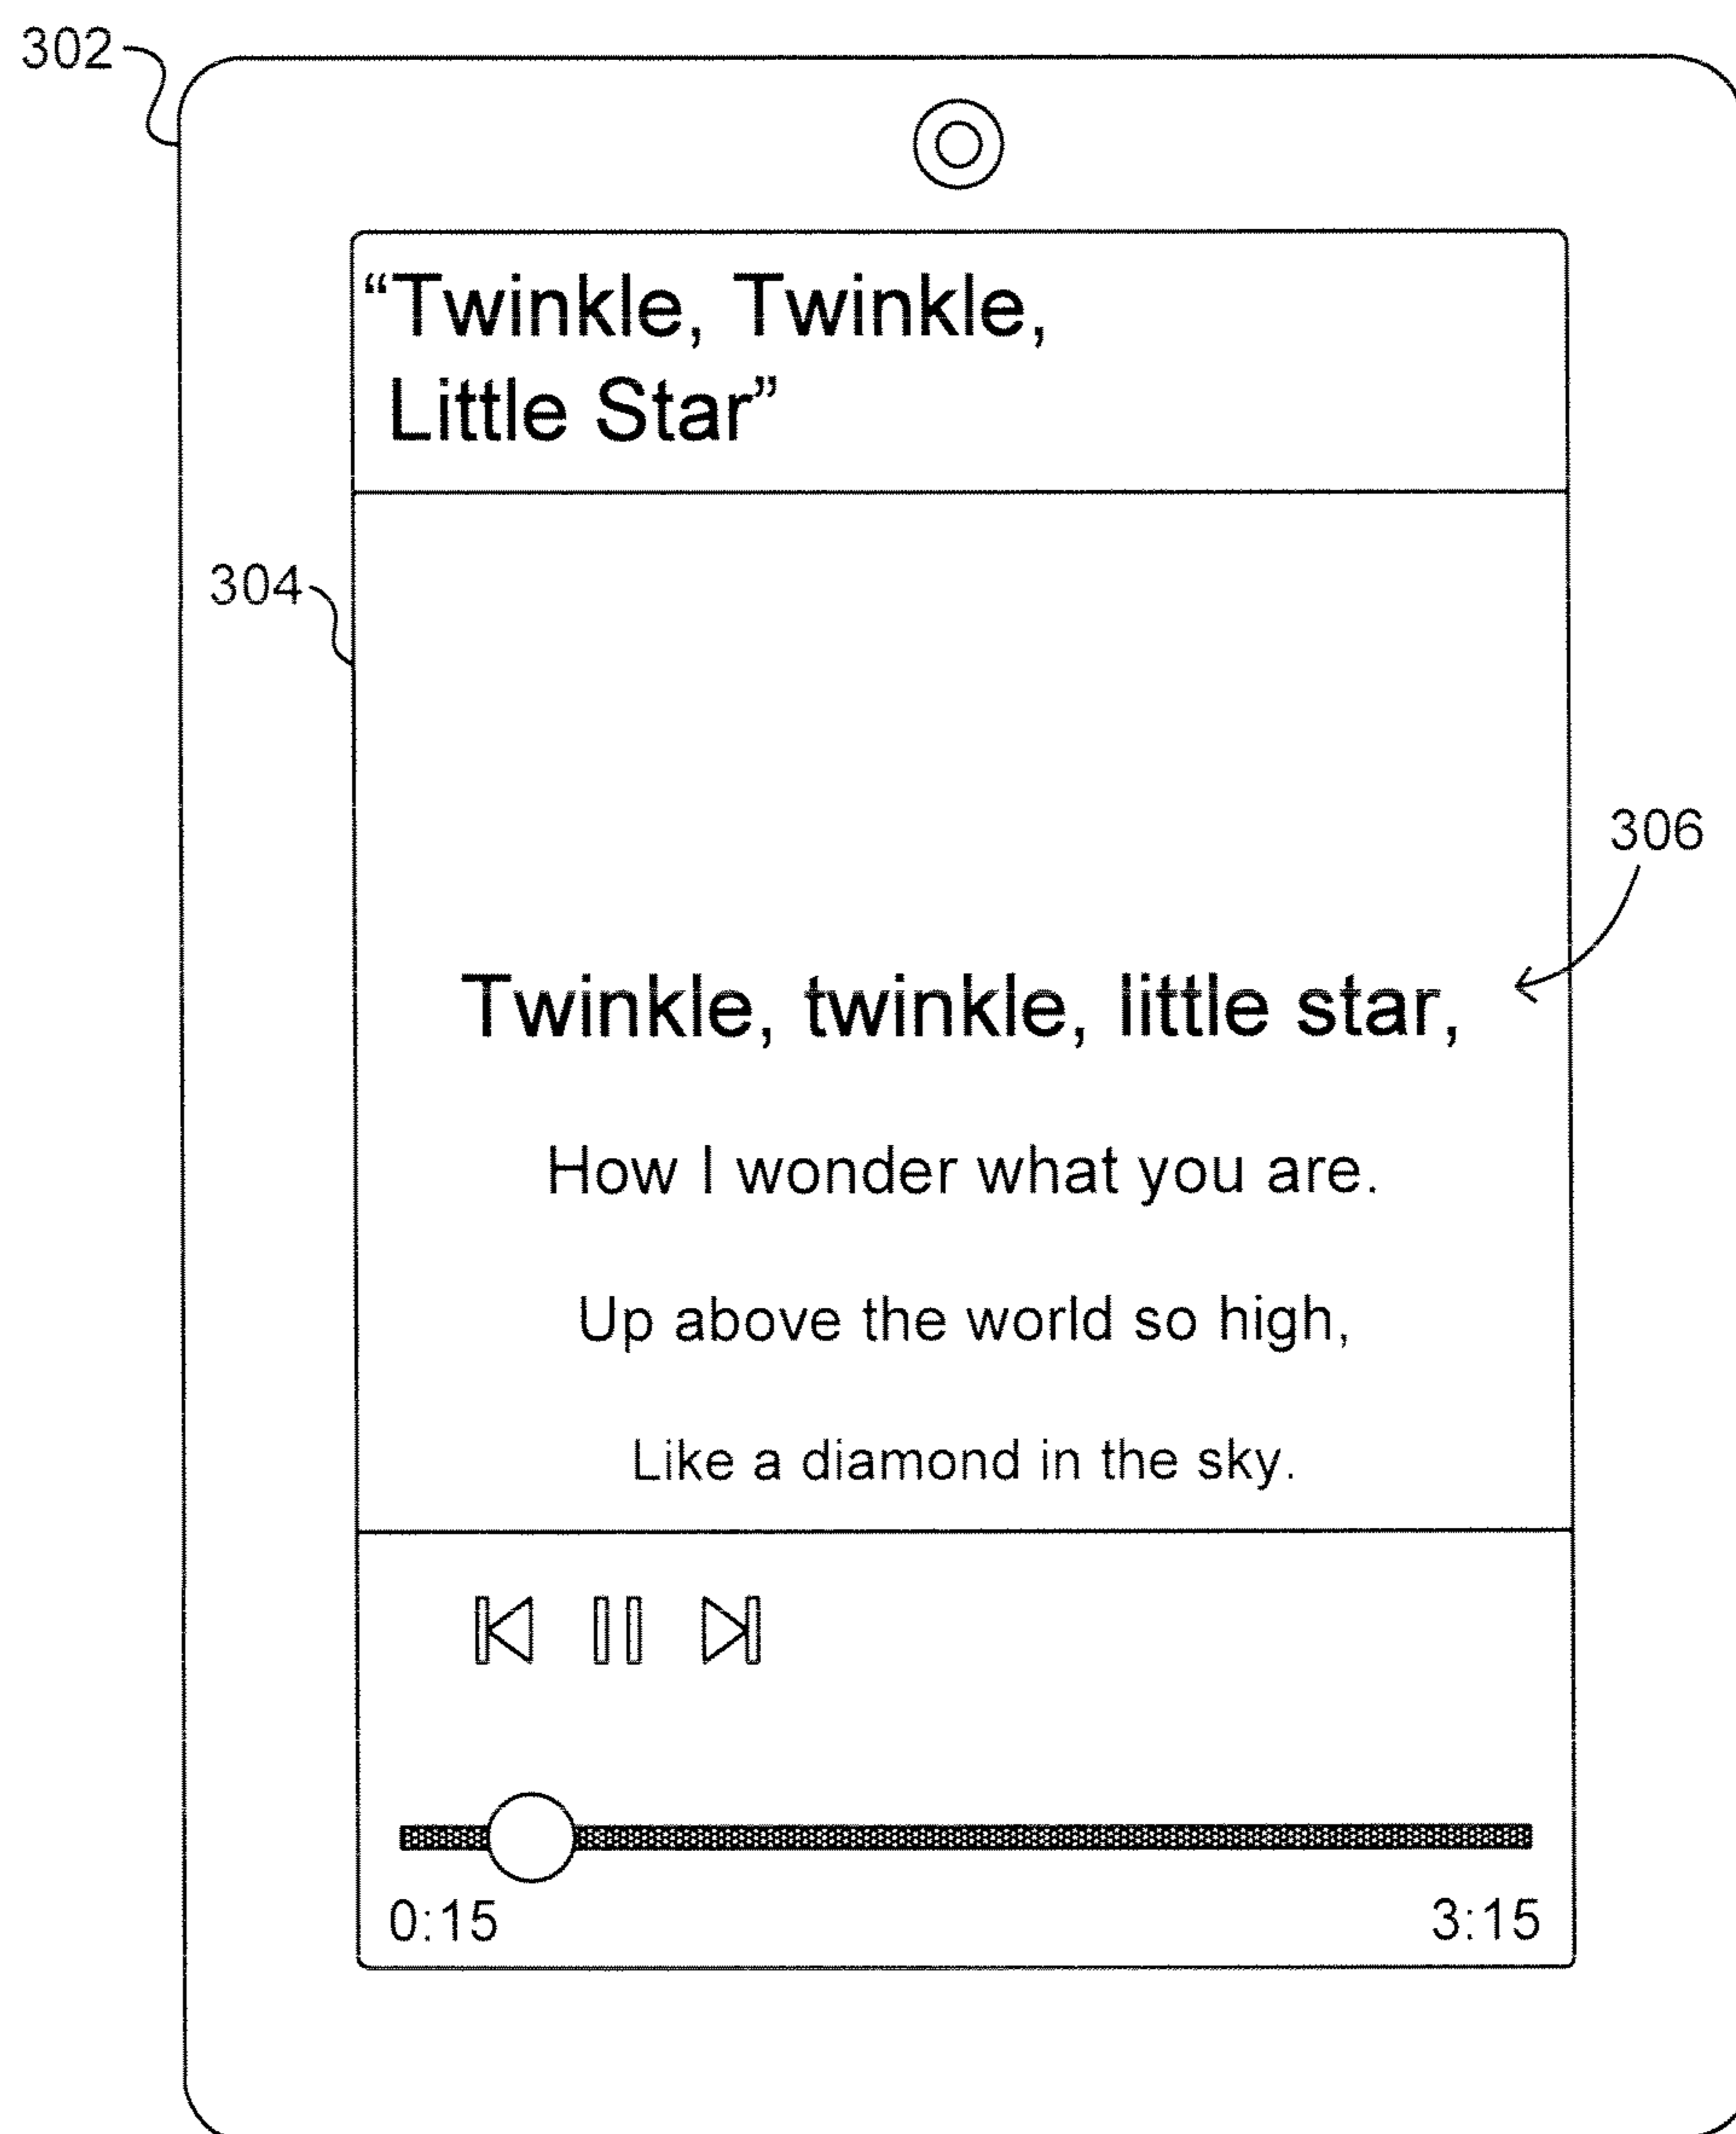 302
“Twinkle, Twinkle,
Little Star”
304
306
Twinkle, twinkle, little star,
How I wonder what you are.
Up above the world so high,
Like a diamond in the sky.
0:15 3:15